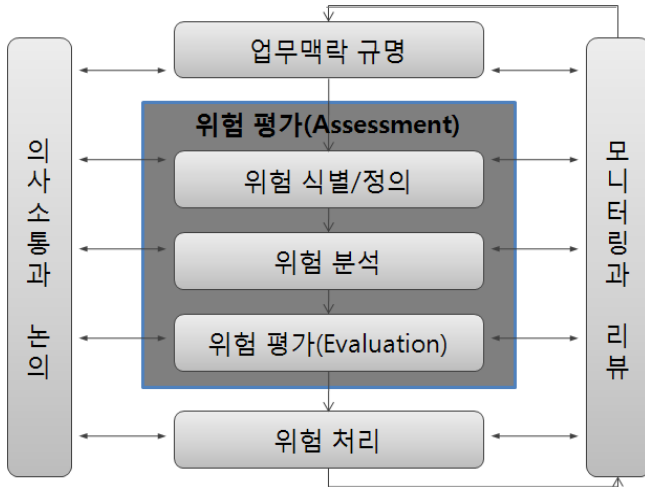 업무맥락 규명
위험 평가(Assessment)
위험 식별/정의
위험 분석
위험 평가(Evaluation)
위험 처리
의사소통과 논의
모니터링과 리뷰